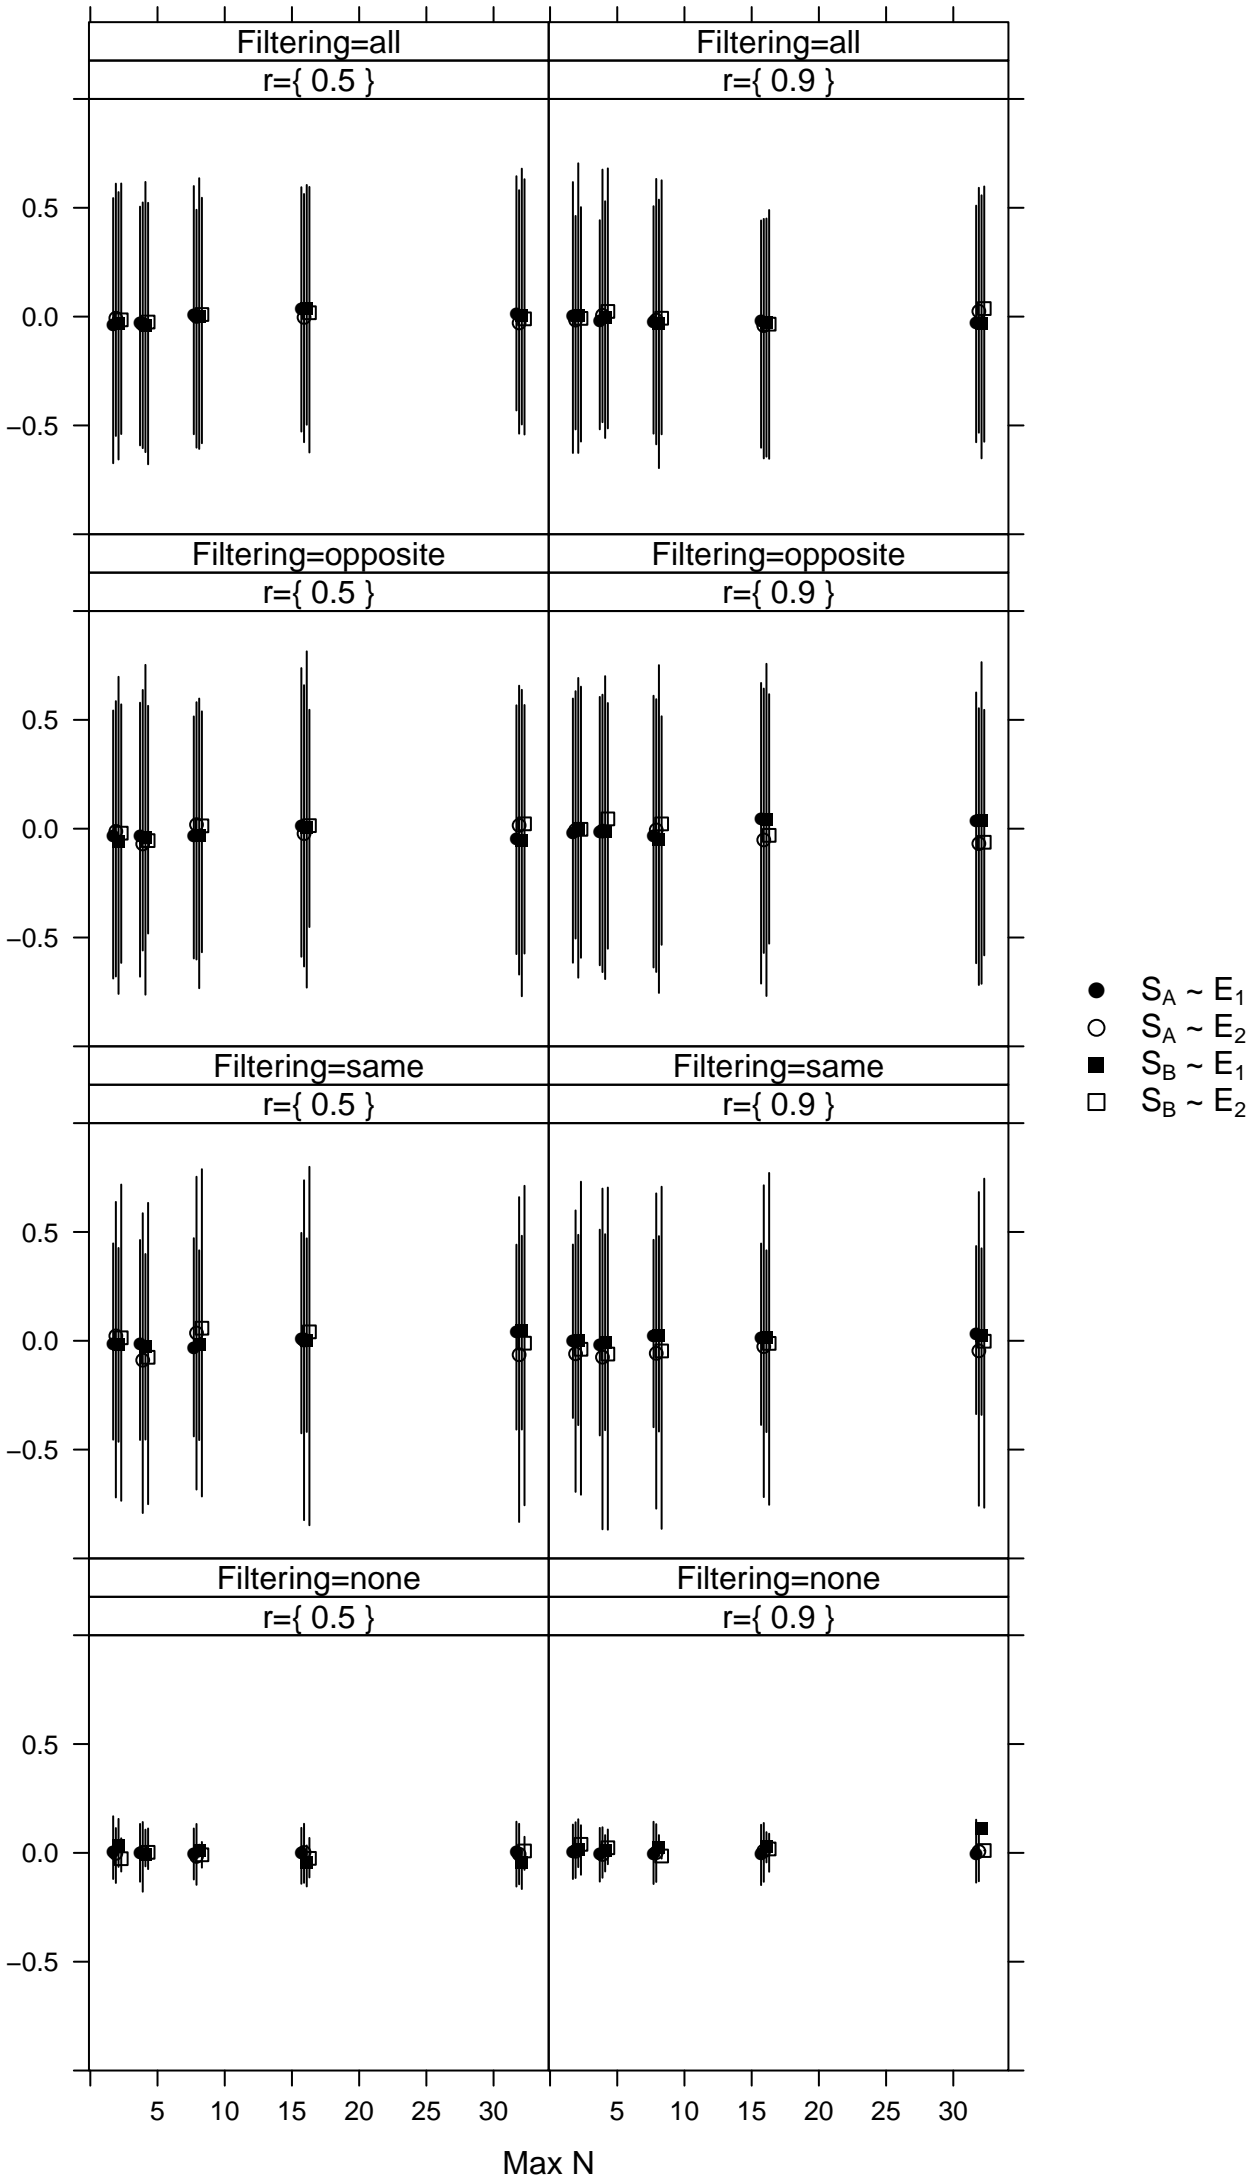 Filtering=all Filtering=all
r={ 0.5 } r={ 0.9 }
0.5
0.0
−0.5
Filtering=opposite Filtering=opposite
r={ 0.5 } r={ 0.9 }
0.5
0.0
−0.5
S_A ~ E_1
S_A ~ E_2
S_B ~ E_1
S_B ~ E_2
Filtering=same Filtering=same
r={ 0.5 } r={ 0.9 }
0.5
0.0
−0.5
Filtering=none Filtering=none
r={ 0.5 } r={ 0.9 }
0.5
0.0
−0.5
5 10 15 20 25 30 5 10 15 20 25 30
Max N